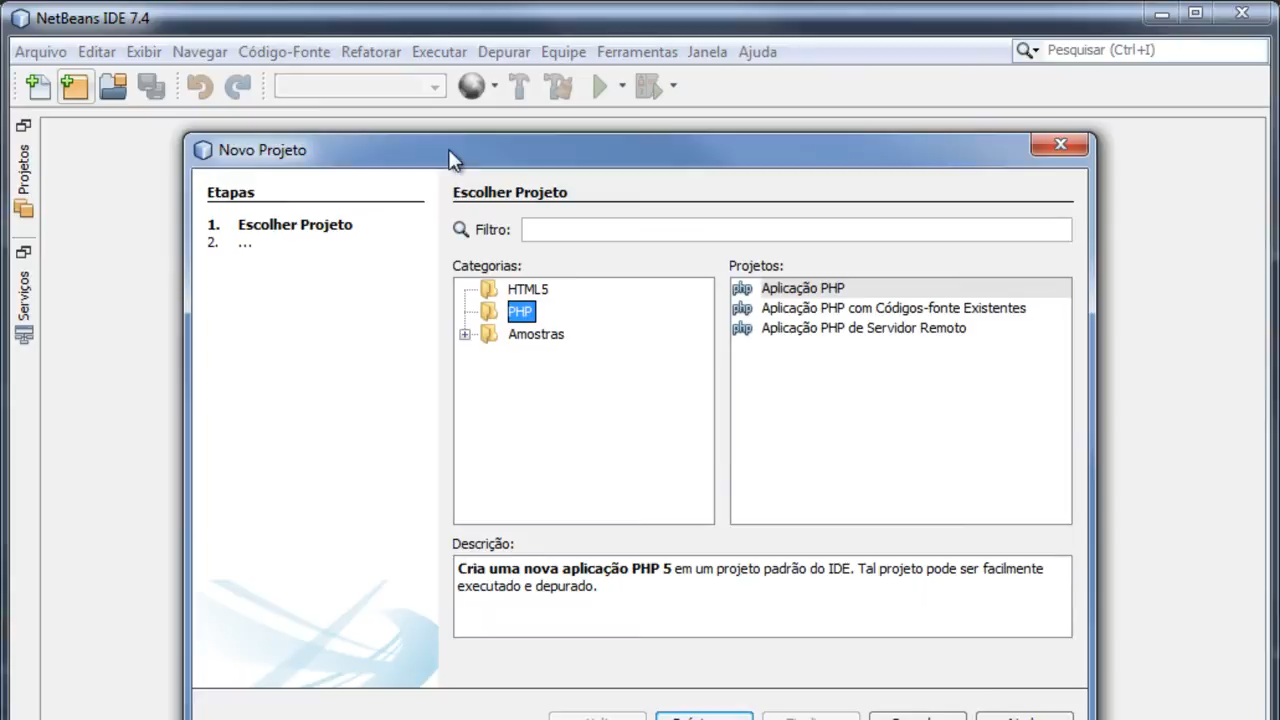 NetBeans IDE 7.4
Arquivo Editar Exibir Navegar Código-Fonte Refatorar Executar Depurar Equipe Ferramentas Janela Ajuda
Pesquisar (Ctrl+I)
Projetos
Serviços
Novo Projeto
Etapas
1. Escolher Projeto
2. ...
Escolher Projeto
Filtro:
Categorias:
HTML5
PHP
Amostras
Projetos:
Aplicação PHP
Aplicação PHP com Códigos-fonte Existentes
Aplicação PHP de Servidor Remoto
Descrição:
Cria uma nova aplicação PHP 5 em um projeto padrão do IDE. Tal projeto pode ser facilmente
executado e depurado.